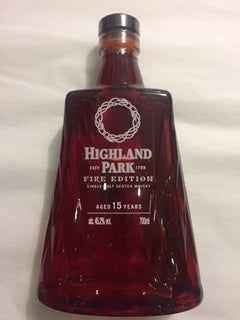 HIGHLAND
PARK
ESTD 1798
FIRE EDITION
SINGLE MALT SCOTCH WHISKY
AGED 15 YEARS
alc. 45.2% vol. 700ml